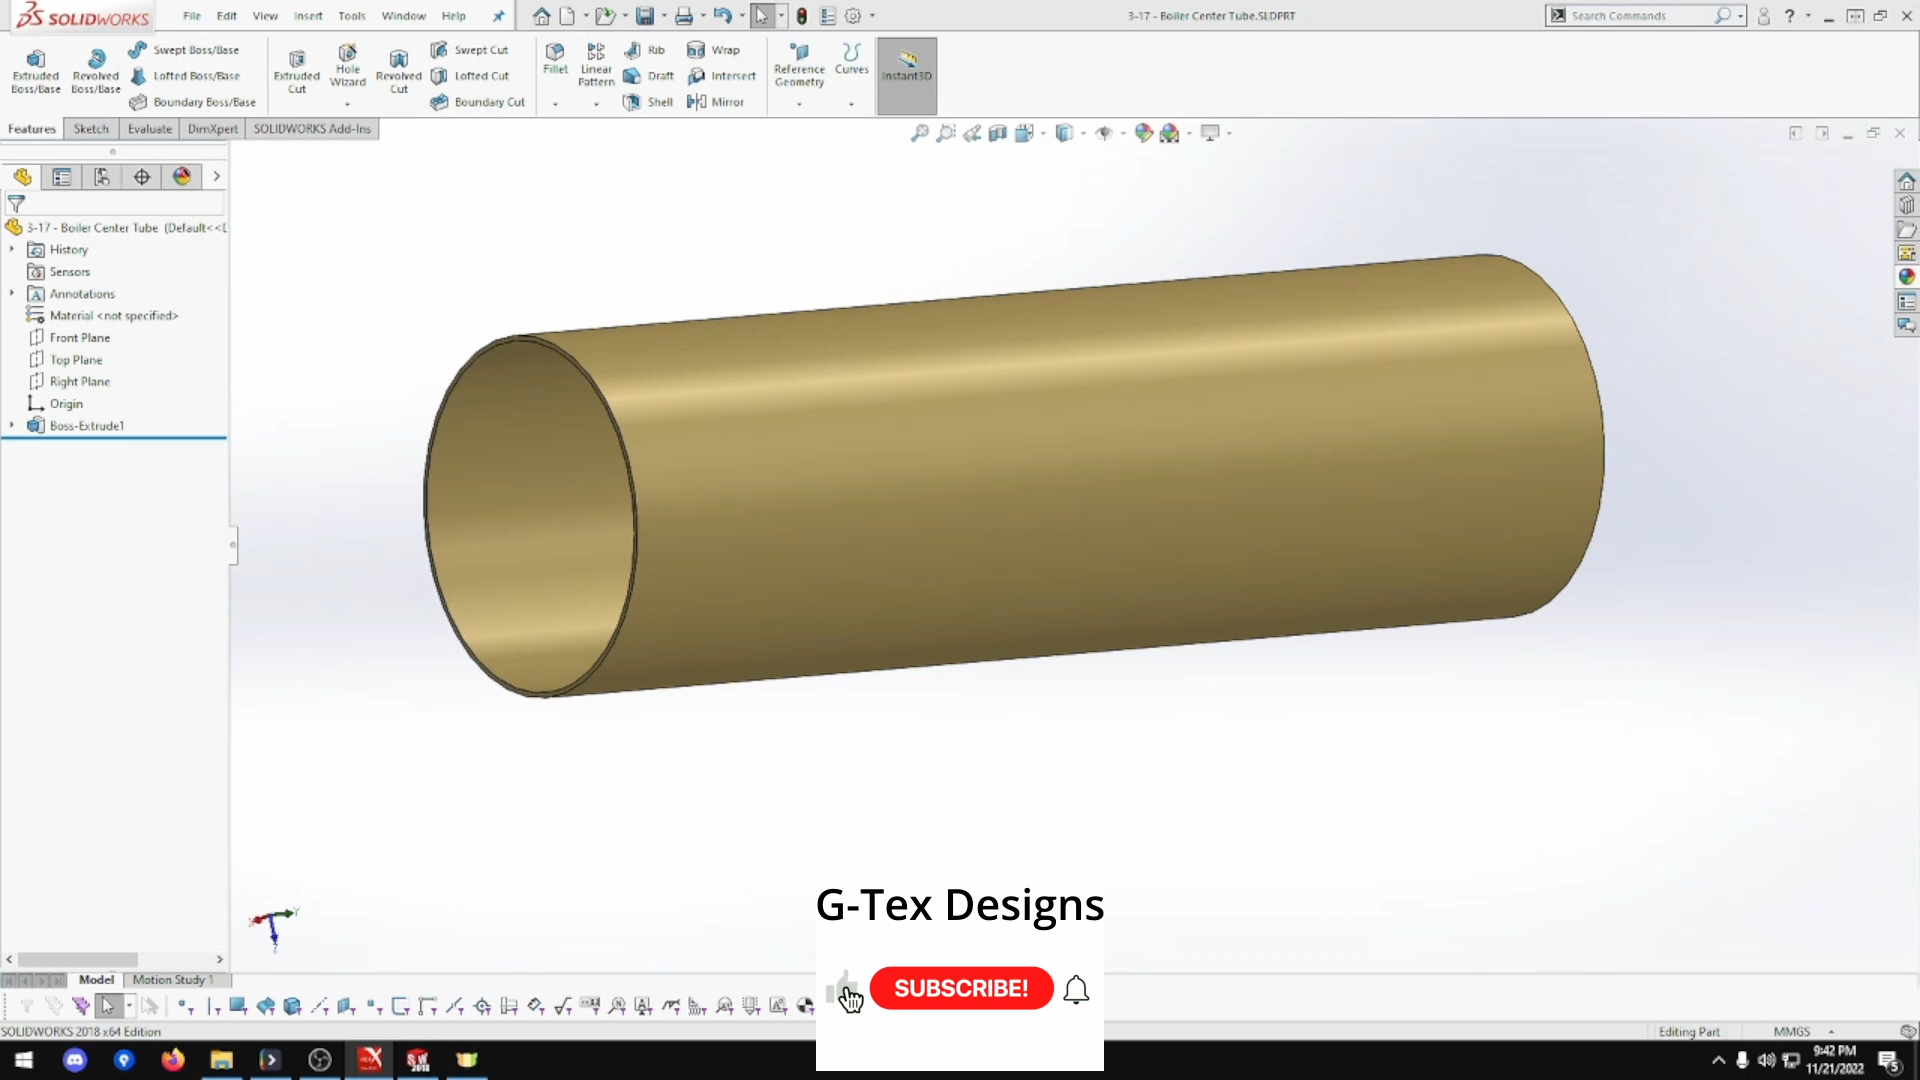 SOLIDWORKS
File Edit View Insert Tools Window Help
3-17 - Boiler Center Tube.SLDPRT
Search Commands
Extruded Boss/Base
Revolved Boss/Base
Swept Boss/Base
Lofted Boss/Base
Boundary Boss/Base
Extruded Cut
Hole Wizard
Revolved Cut
Swept Cut
Lofted Cut
Boundary Cut
Fillet
Linear Pattern
Rib
Draft
Shell
Wrap
Intersect
Mirror
Reference Geometry
Curves
Instant3D
Features Sketch Evaluate DimXpert SOLIDWORKS Add-Ins
3-17 - Boiler Center Tube (Default<<D
History
Sensors
Annotations
Material <not specified>
Front Plane
Top Plane
Right Plane
Origin
Boss-Extrude1
G-Tex Designs
SUBSCRIBE!
Model Motion Study 1
SOLIDWORKS 2018 x64 Edition
Editing Part
MMGS
9:42 PM
11/21/2022